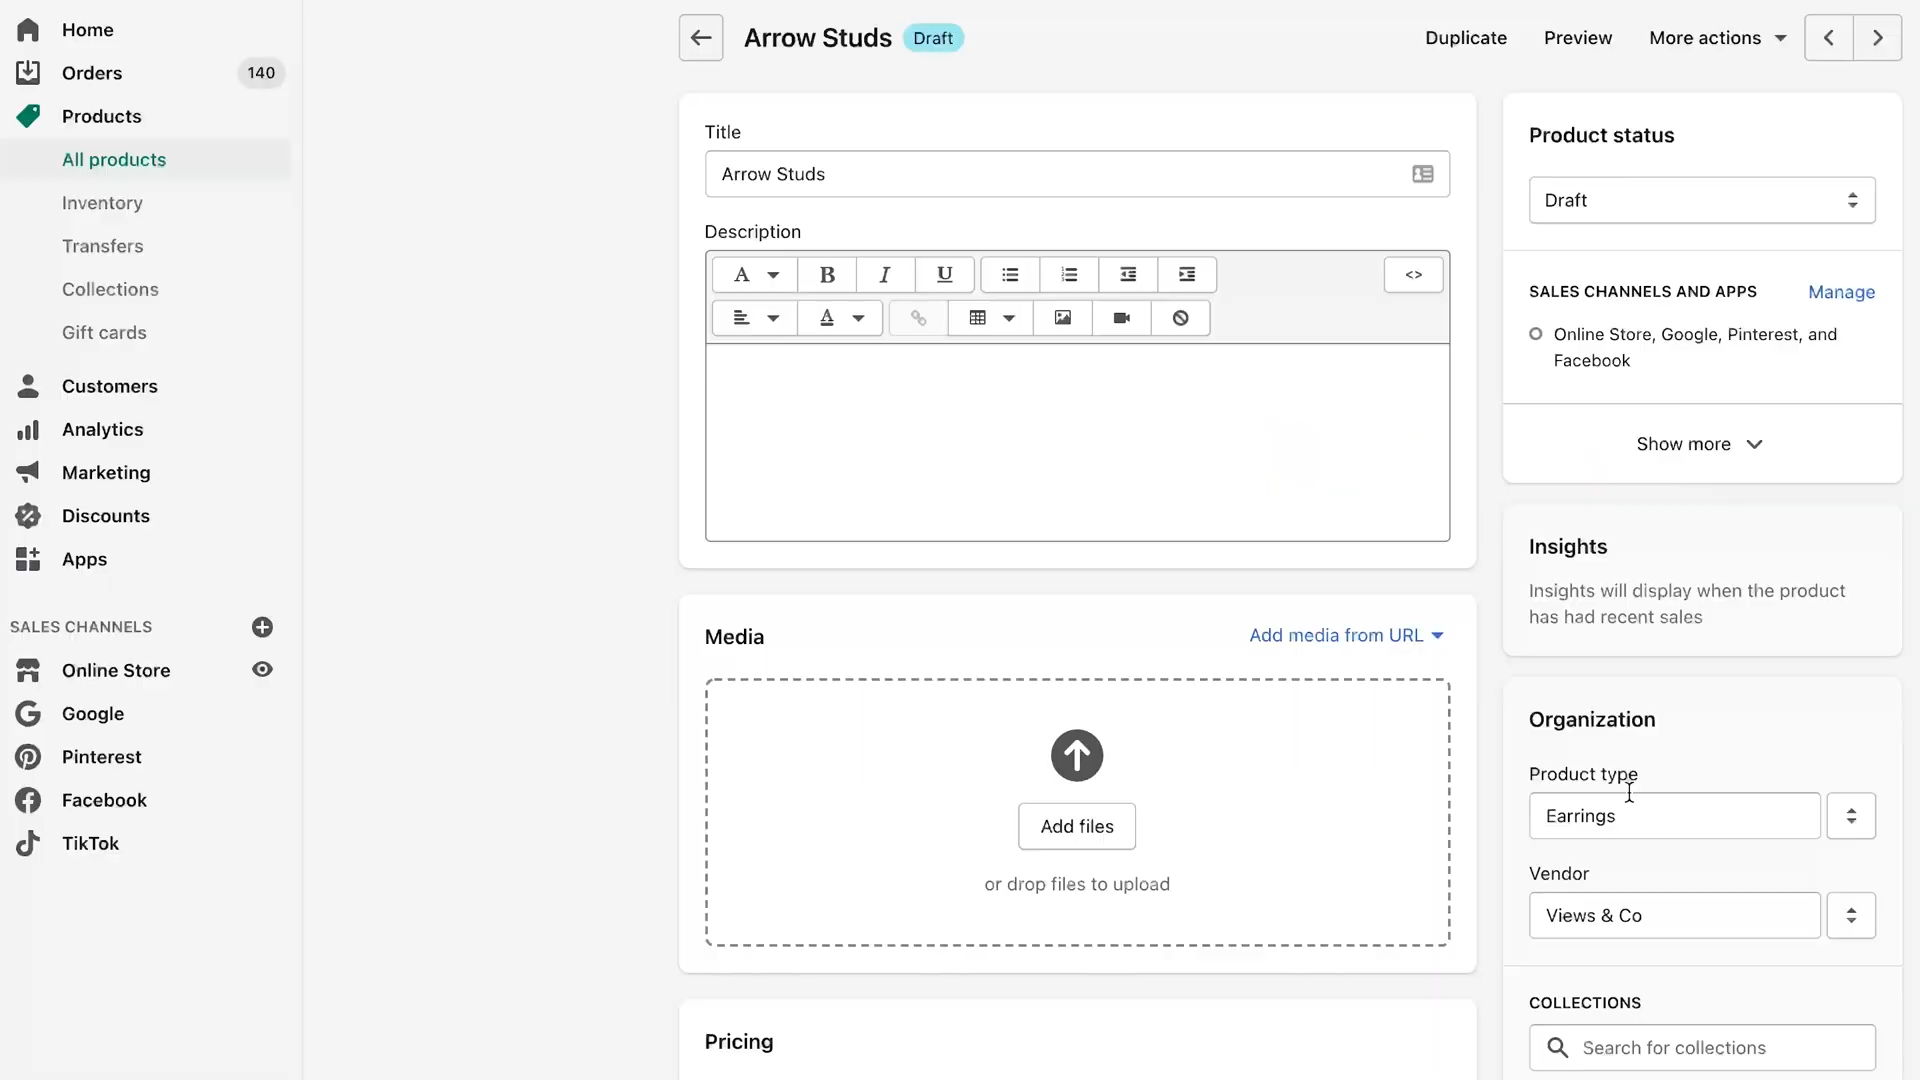 Home
Orders 140
Products
All products
Inventory
Transfers
Collections
Gift cards
Customers
Analytics
Marketing
Discounts
Apps
SALES CHANNELS
Online Store
Google
Pinterest
Facebook
TikTok
Arrow Studs Draft
Duplicate Preview More actions
Title
Arrow Studs
Description
A B I U <>
A
Media Add media from URL
Add files
or drop files to upload
Pricing
Product status
Draft
SALES CHANNELS AND APPS Manage
Online Store, Google, Pinterest, and
Facebook
Show more
Insights
Insights will display when the product
has had recent sales
Organization
Product type
Earrings
Vendor
Views & Co
COLLECTIONS
Search for collections